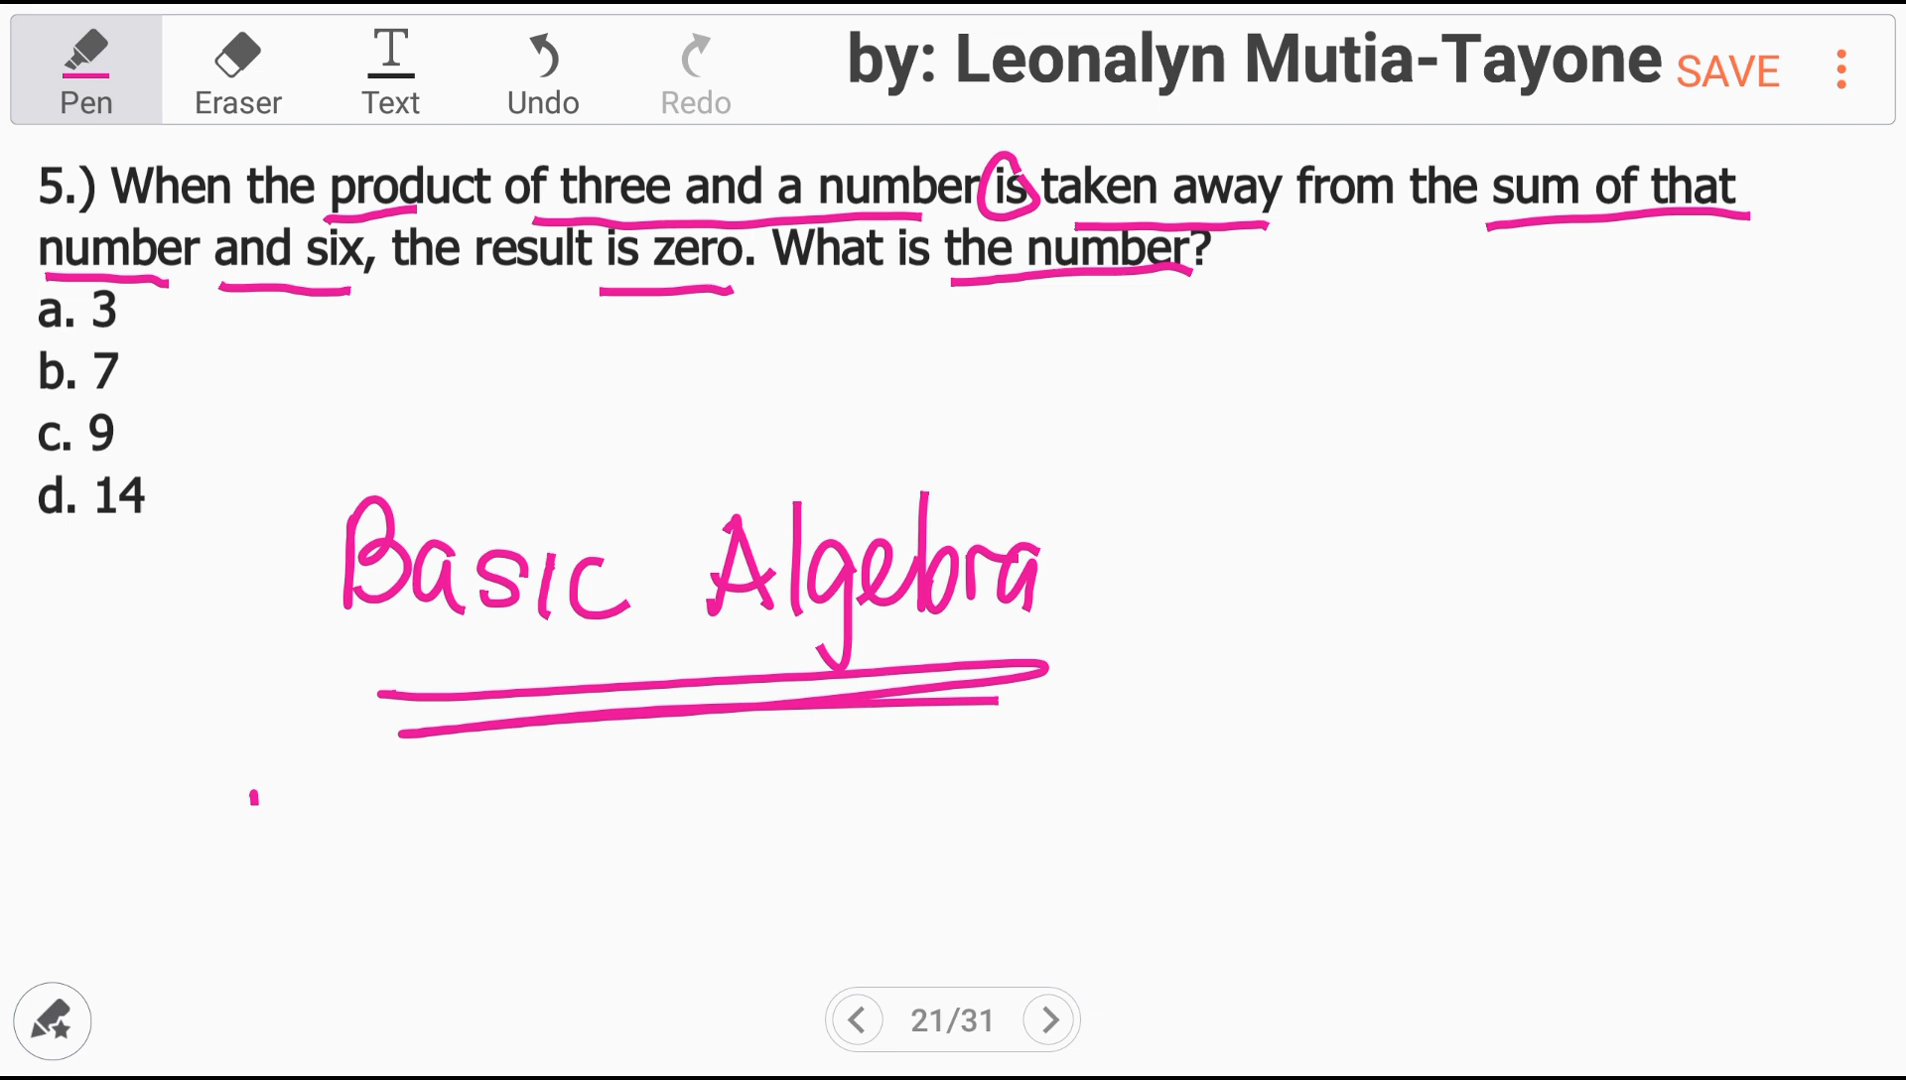 Pen Eraser Text Undo Redo by: Leonalyn Mutia-Tayone SAVE
5.) When the product of three and a number is taken away from the sum of that
number and six, the result is zero. What is the number?
a. 3
b. 7
c. 9
d. 14
Basic Algebra
21/31